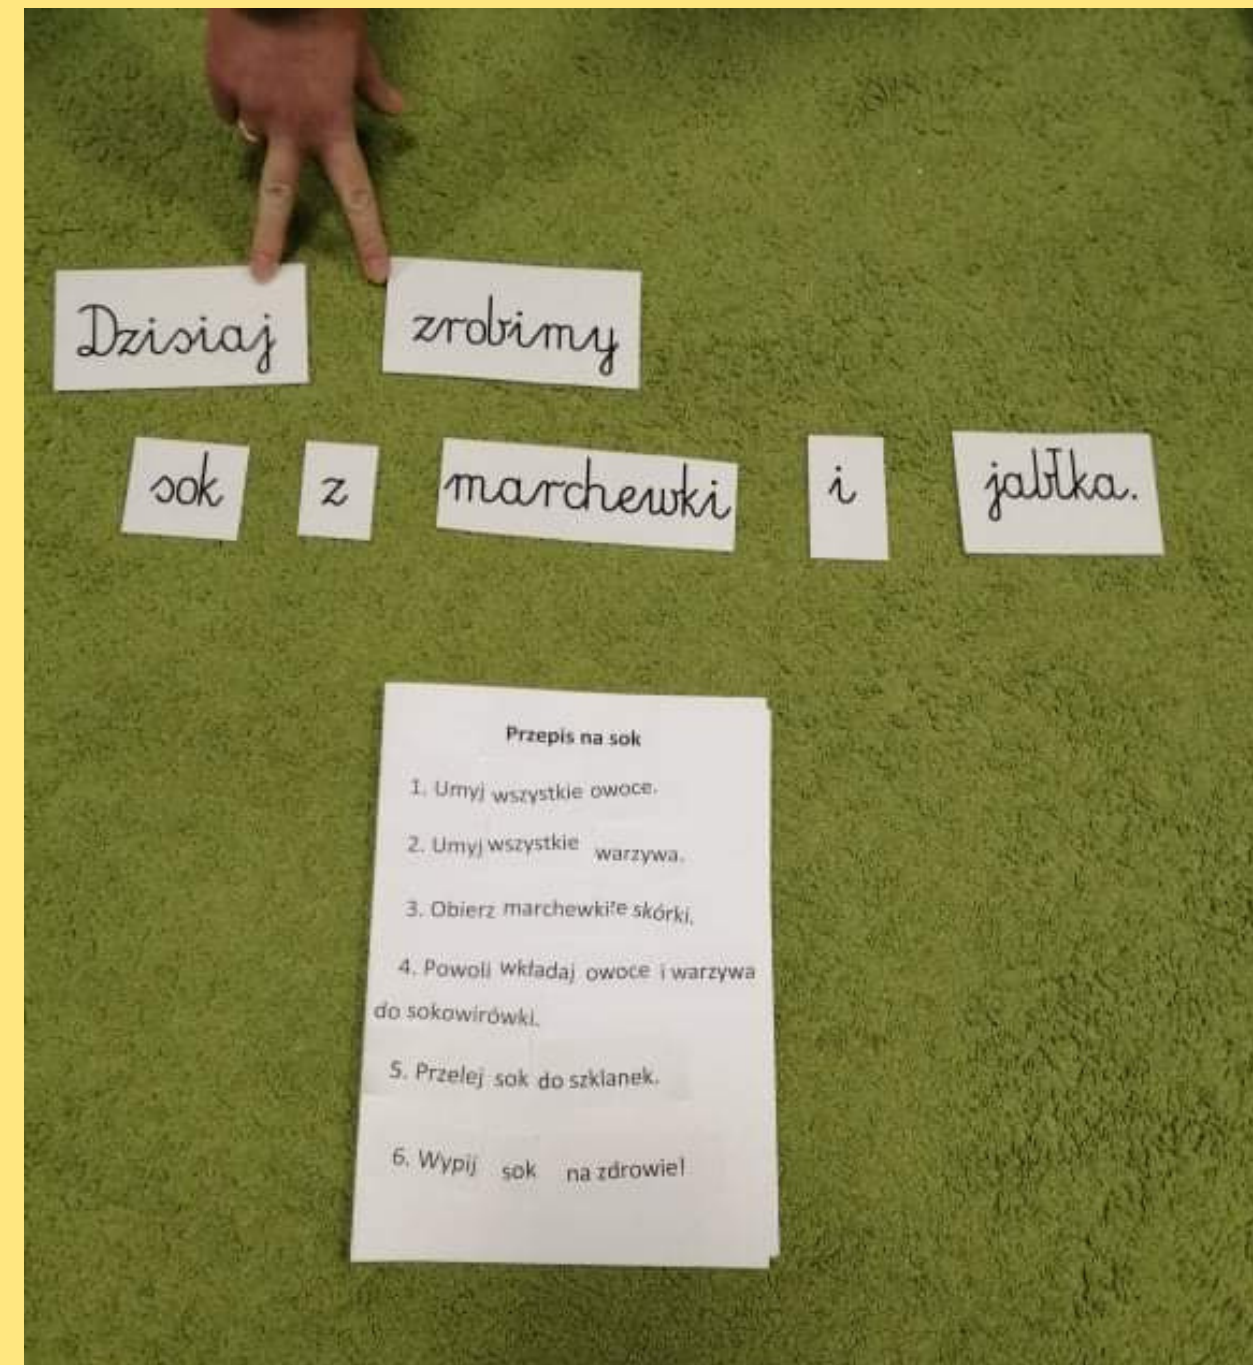 Dzisiaj zrobimy
sok z marchewki i jabłka.
Przepis na sok
1. Umyj wszystkie owoce.
2. Umyj wszystkie warzywa.
3. Obierz marchewki skórki.
4. Powoli wkładaj owoce i warzywa
do sokowirówki.
5. Przelej sok do szklanek.
6. Wypij sok na zdrowie!